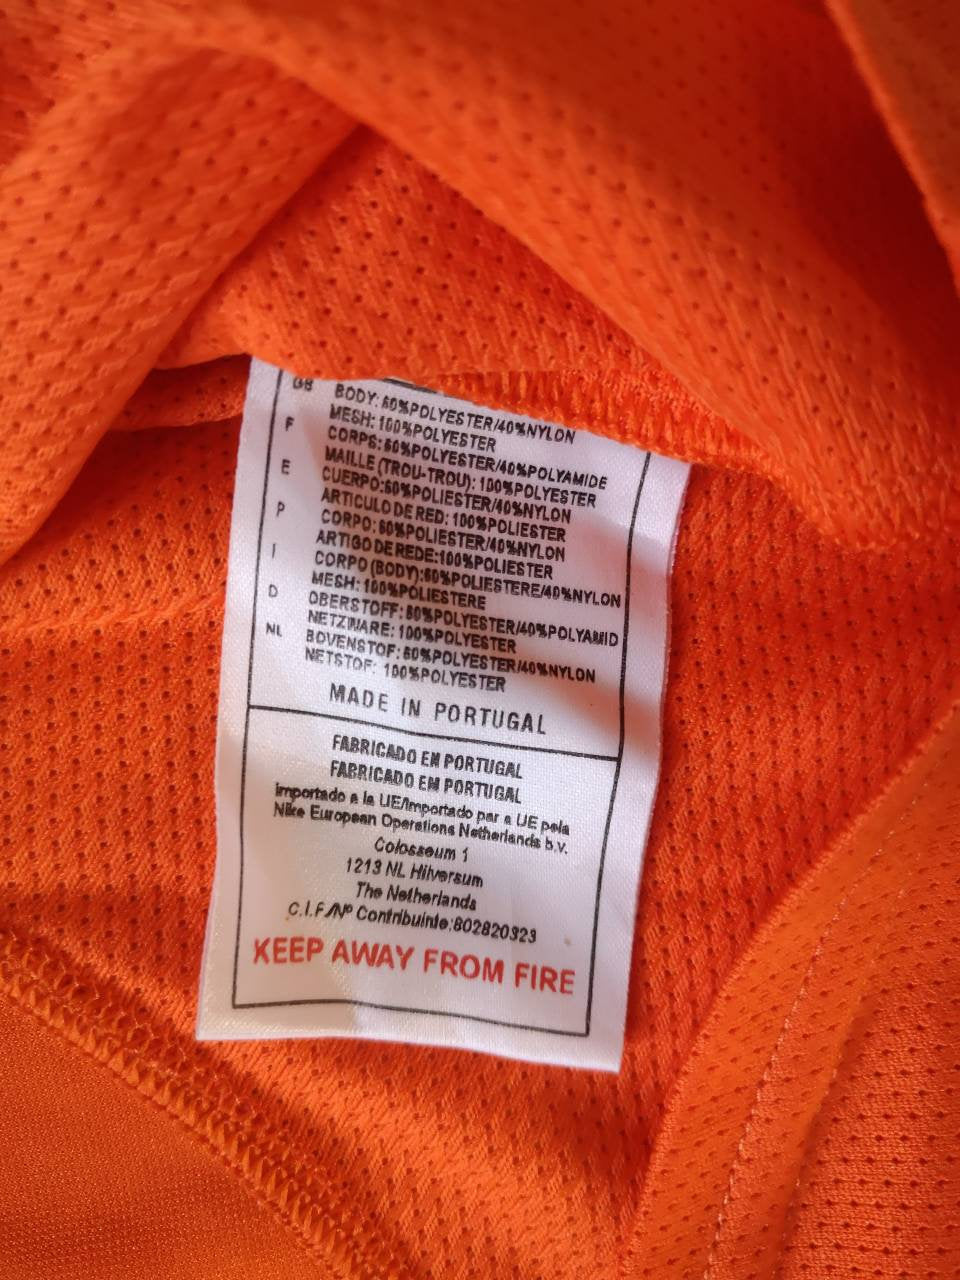 GB BODY: 60%POLYESTER/40%NYLON
MESH: 100%POLYESTER
F CORPS: 60%POLYESTER/40%POLYAMIDE
MAILLE (TROU-TROU): 100%POLYESTER
E CUERPO: 60%POLIESTER/40%NYLON
ARTICULO DE RED: 100%POLIESTER
P CORPO: 60%POLIESTER/40%NYLON
ARTIGO DE REDE: 100%POLIESTER
I CORPO (BODY): 60%POLIESTERE/40%NYLON
MESH: 100%POLIESTERE
D OBERSTOFF: 60%POLYESTER/40%POLYAMID
NETZWARE: 100%POLYESTER
NL BOVENSTOF: 60%POLYESTER/40%NYLON
NETSTOF: 100%POLYESTER
MADE IN PORTUGAL
FABRICADO EM PORTUGAL
FABRICADO EM PORTUGAL
Importado a la UE/Importado par a UE pela
Nike European Operations Netherlands b.v.
Colosseum 1
1213 NL Hilversum
The Netherlands
C.I.F./Nº Contribuinte:802820323
KEEP AWAY FROM FIRE